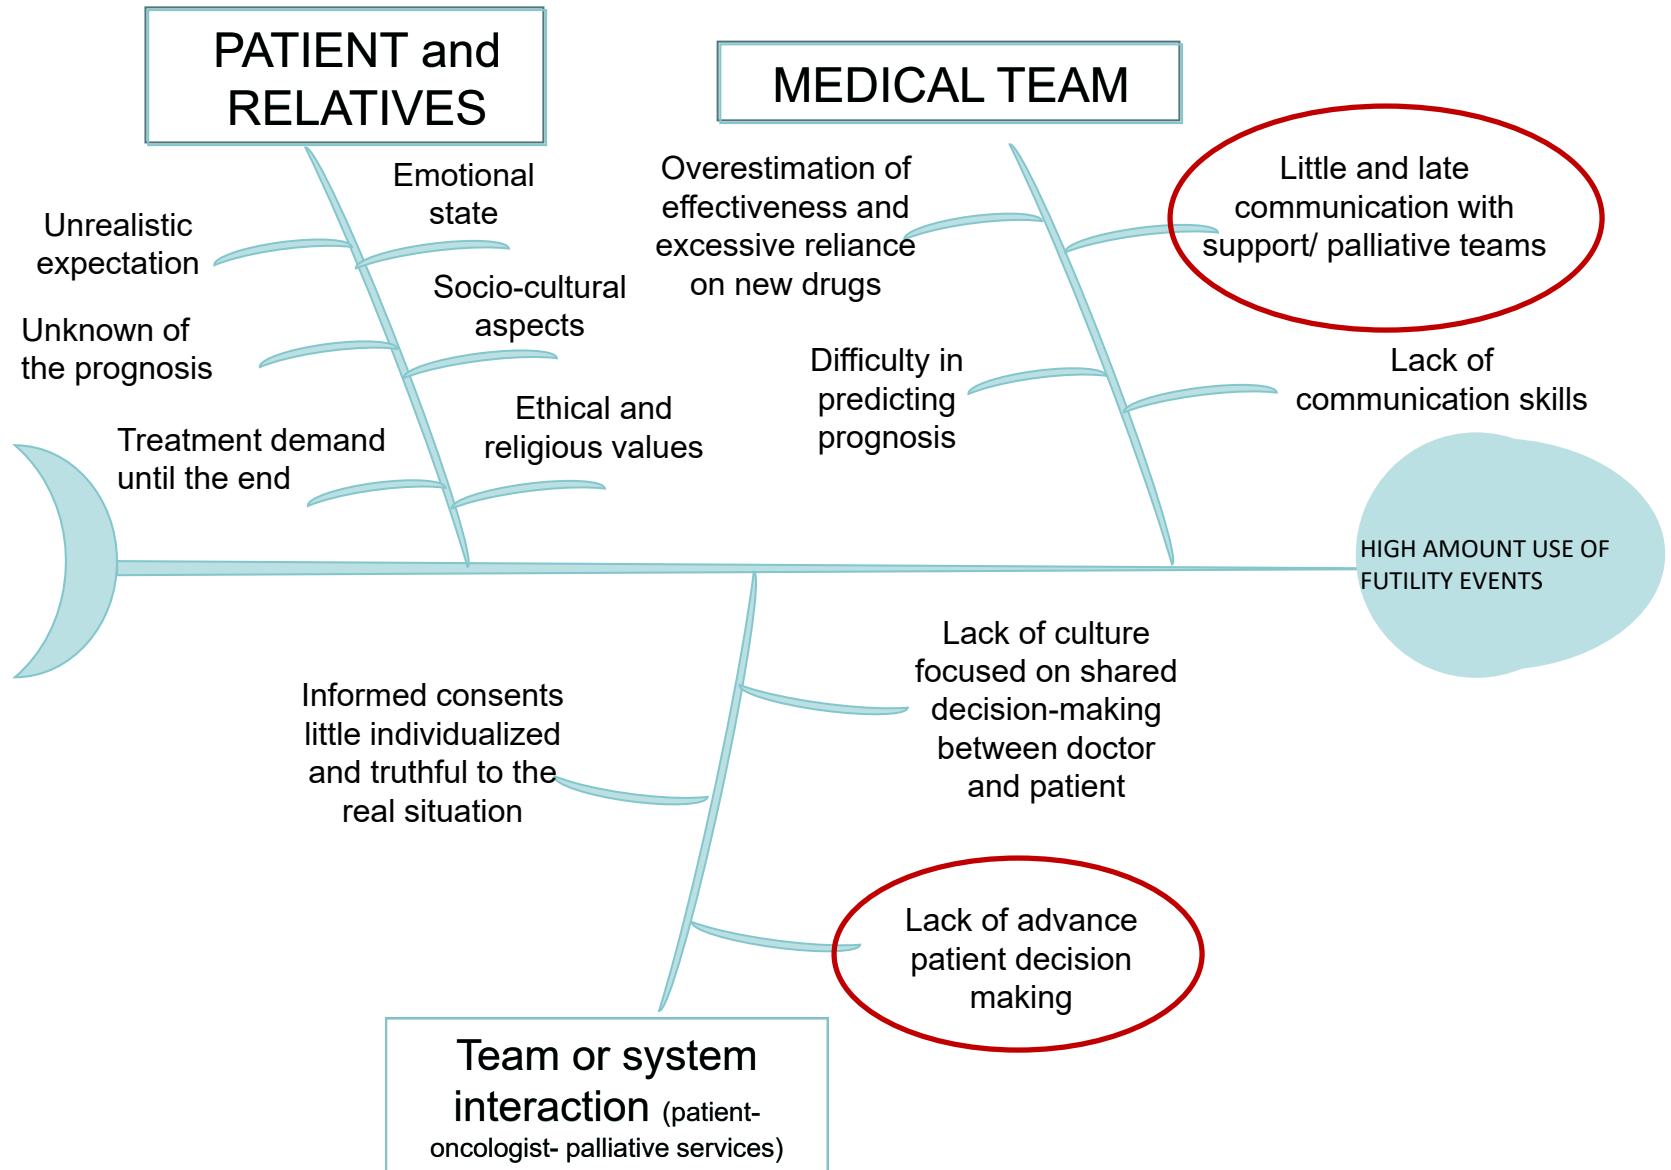 PATIENT and
RELATIVES
MEDICAL TEAM
Unrealistic
expectation
Emotional
state
Unknown of
the prognosis
Socio-cultural
aspects
Treatment demand
until the end
Ethical and
religious values
Overestimation of
effectiveness and
excessive reliance
on new drugs
Little and late
communication with
support/ palliative teams
Difficulty in
predicting
prognosis
Lack of
communication skills
HIGH AMOUNT USE OF
FUTILITY EVENTS
Informed consents
little individualized
and truthful to the
real situation
Lack of culture
focused on shared
decision-making
between doctor
and patient
Lack of advance
patient decision
making
Team or system
interaction (patient-
oncologist- palliative services)